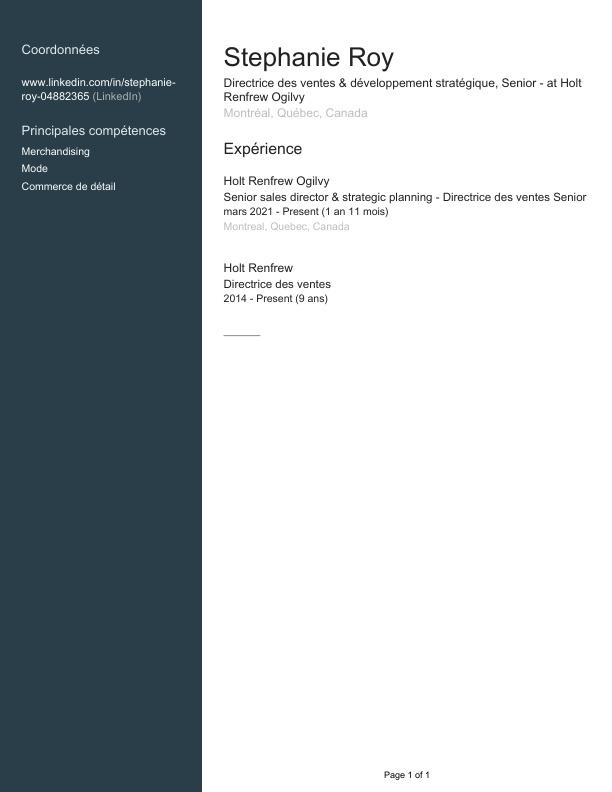 Coordonnées
www.linkedin.com/in/stephanie-
roy-04882365 (LinkedIn)
Principales compétences
Merchandising
Mode
Commerce de détail
Stephanie Roy
Directrice des ventes & développement stratégique, Senior - at Holt
Renfrew Ogilvy
Montréal, Québec, Canada
Expérience
Holt Renfrew Ogilvy
Senior sales director & strategic planning - Directrice des ventes Senior
mars 2021 - Present (1 an 11 mois)
Montreal, Quebec, Canada
Holt Renfrew
Directrice des ventes
2014 - Present (9 ans)
Page 1 of 1